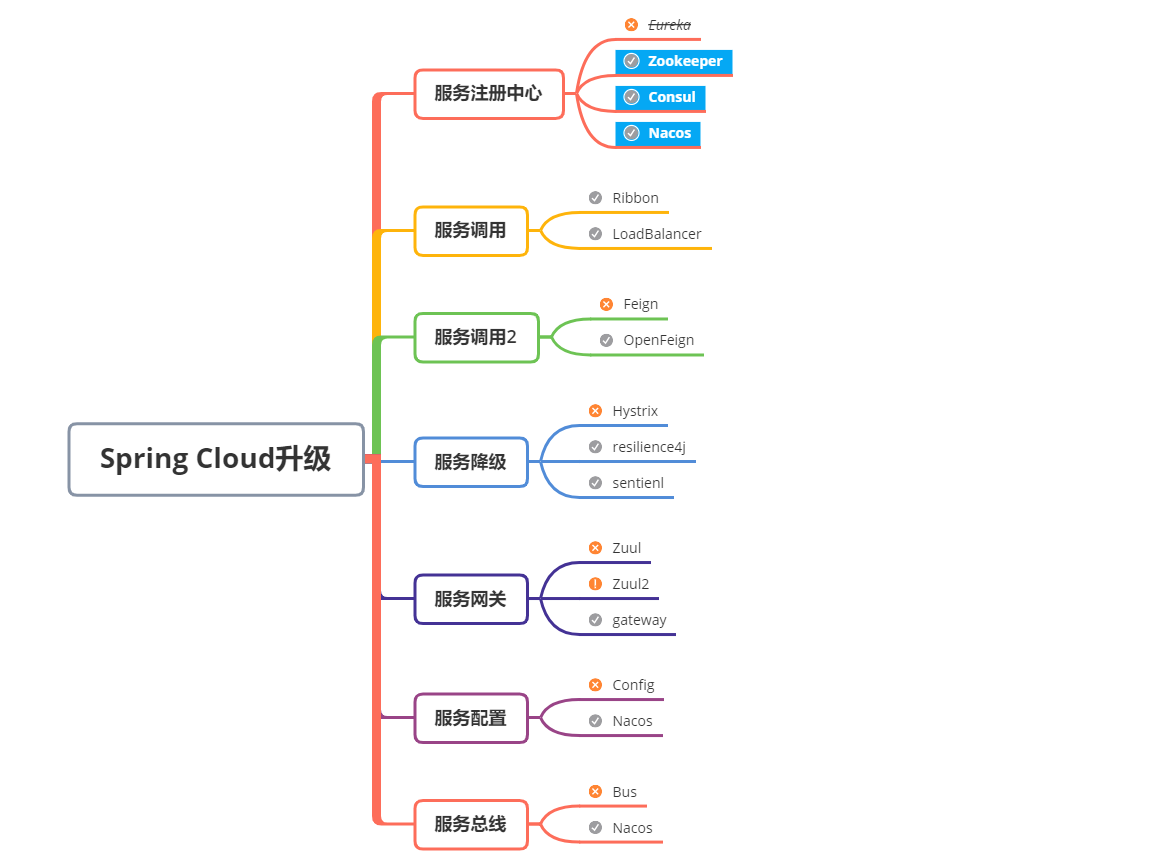 Spring Cloud升级
服务注册中心
Eureka
Zookeeper
Consul
Nacos
服务调用
Ribbon
LoadBalancer
服务调用2
Feign
OpenFeign
服务降级
Hystrix
resilience4j
sentienl
服务网关
Zuul
Zuul2
gateway
服务配置
Config
Nacos
服务总线
Bus
Nacos